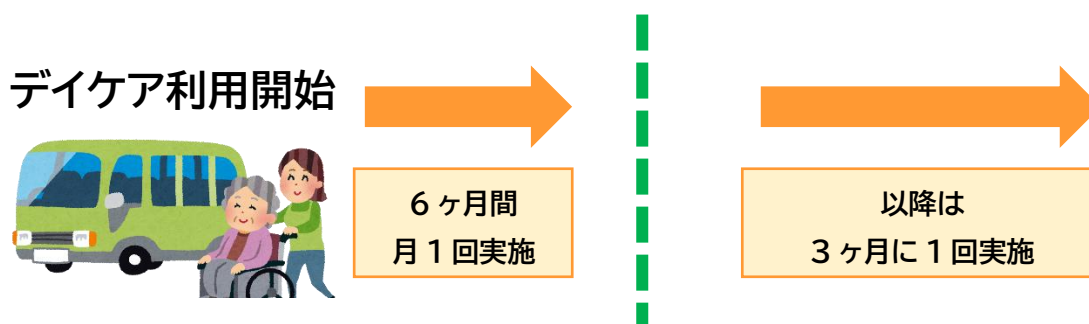 デイケア利用開始
６ヶ月間
月１回実施
以降は
３ヶ月に１回実施